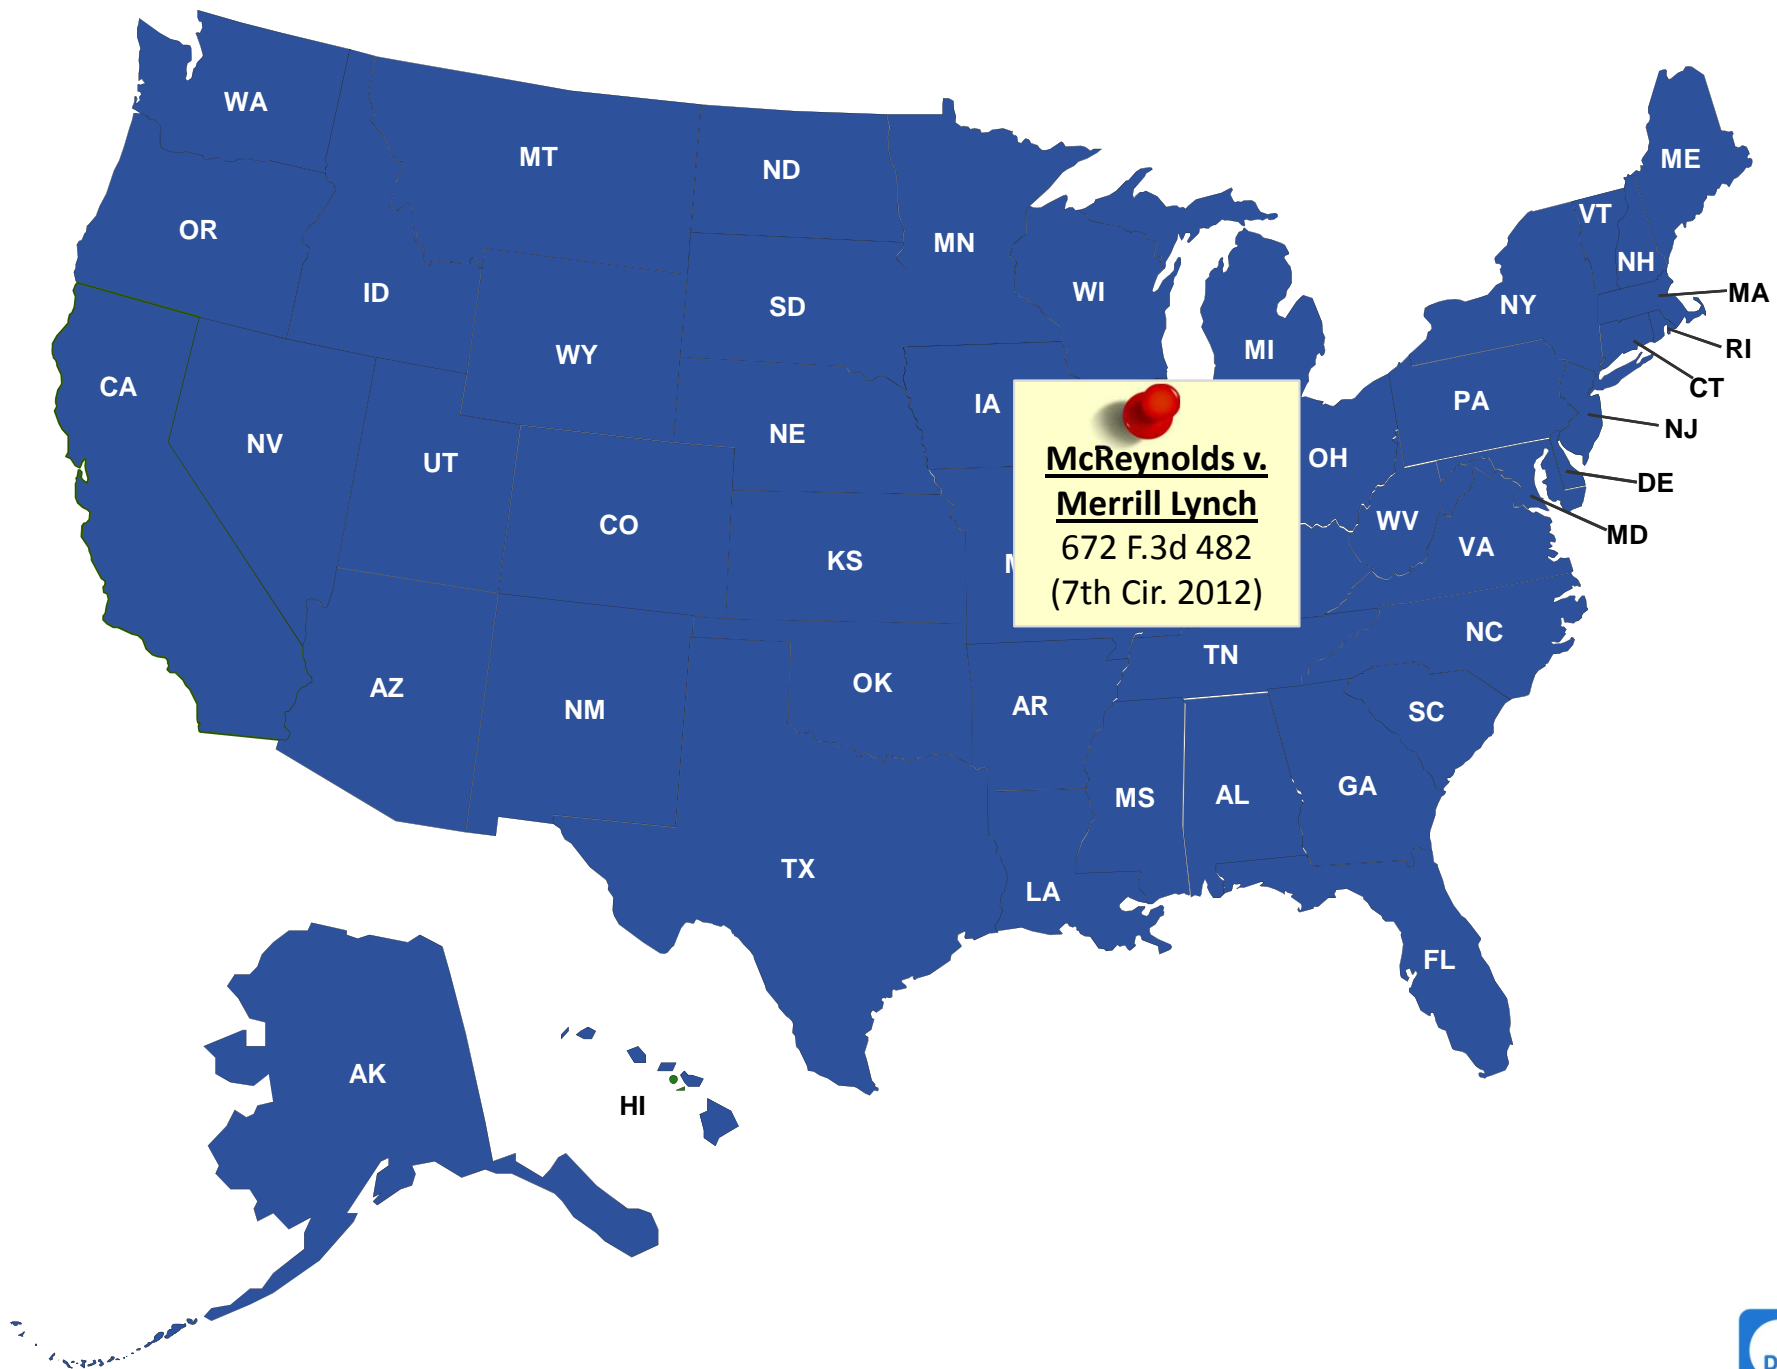 WA
MT
ND
ME
OR
VT
MN
NH
ID
WI
MA
SD
NY
MI
RI
WY
CA
CT
IA
PA
NJ
NV
NE
UT
OH
DE
McReynolds v.
Merrill Lynch
672 F.3d 482
(7th Cir. 2012)
CO
WV
MD
VA
KS
NC
TN
AZ
OK
NM
AR
SC
MS
AL
GA
TX
LA
FL
AK
HI